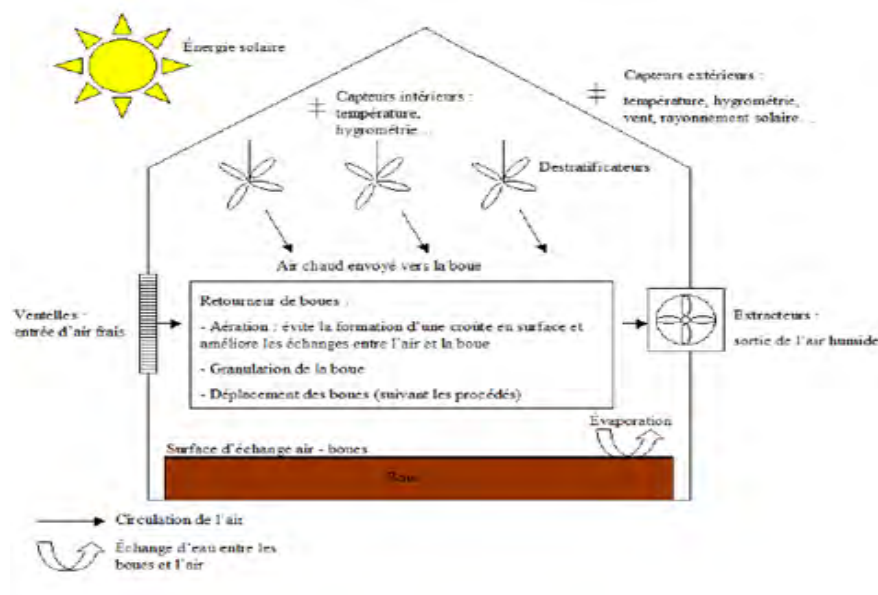 Énergie solaire
Capteurs intérieurs :
température,
hygrométrie...
Capteurs extérieurs :
température, hygrométrie,
vent, rayonnement solaire...
Destratificateurs
Air chaud envoyé vers la boue
Ventelles :
entrée d'air frais
Retourneur de boues :
- Aération : évite la formation d'une croûte en surface et
améliore les échanges entre l'air et la boue
- Granulation de la boue
- Déplacement des boues (suivant les procédés)
Extracteurs :
sortie de l'air humide
Évaporation
Surface d'échange air - boues
Circulation de l'air
Échange d'eau entre les
boues et l'air